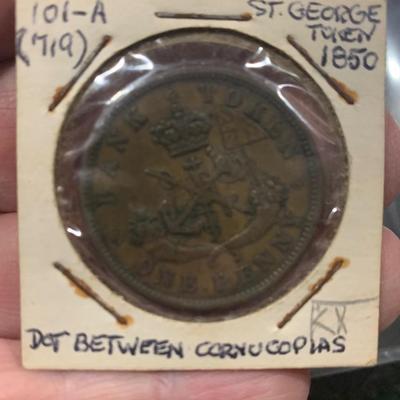 101-A
(719)
ST. GEORGE
TOKEN
1850
BANK TOKEN
ONE PENNY
DOT BETWEEN CORNUCOPIAS
KX